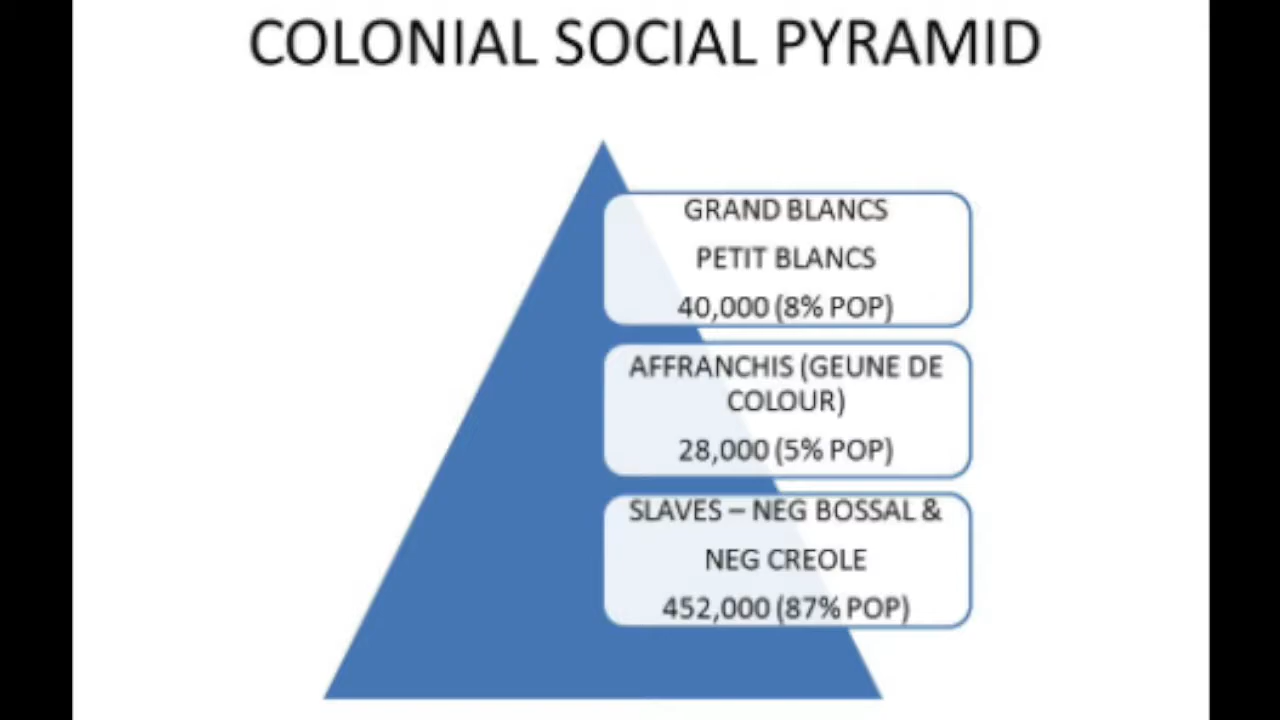 COLONIAL SOCIAL PYRAMID
GRAND BLANCS
PETIT BLANCS
40,000 (8% POP)
AFFRANCHIS (GEUNE DE
COLOUR)
28,000 (5% POP)
SLAVES – NEG BOSSAL &
NEG CREOLE
452,000 (87% POP)